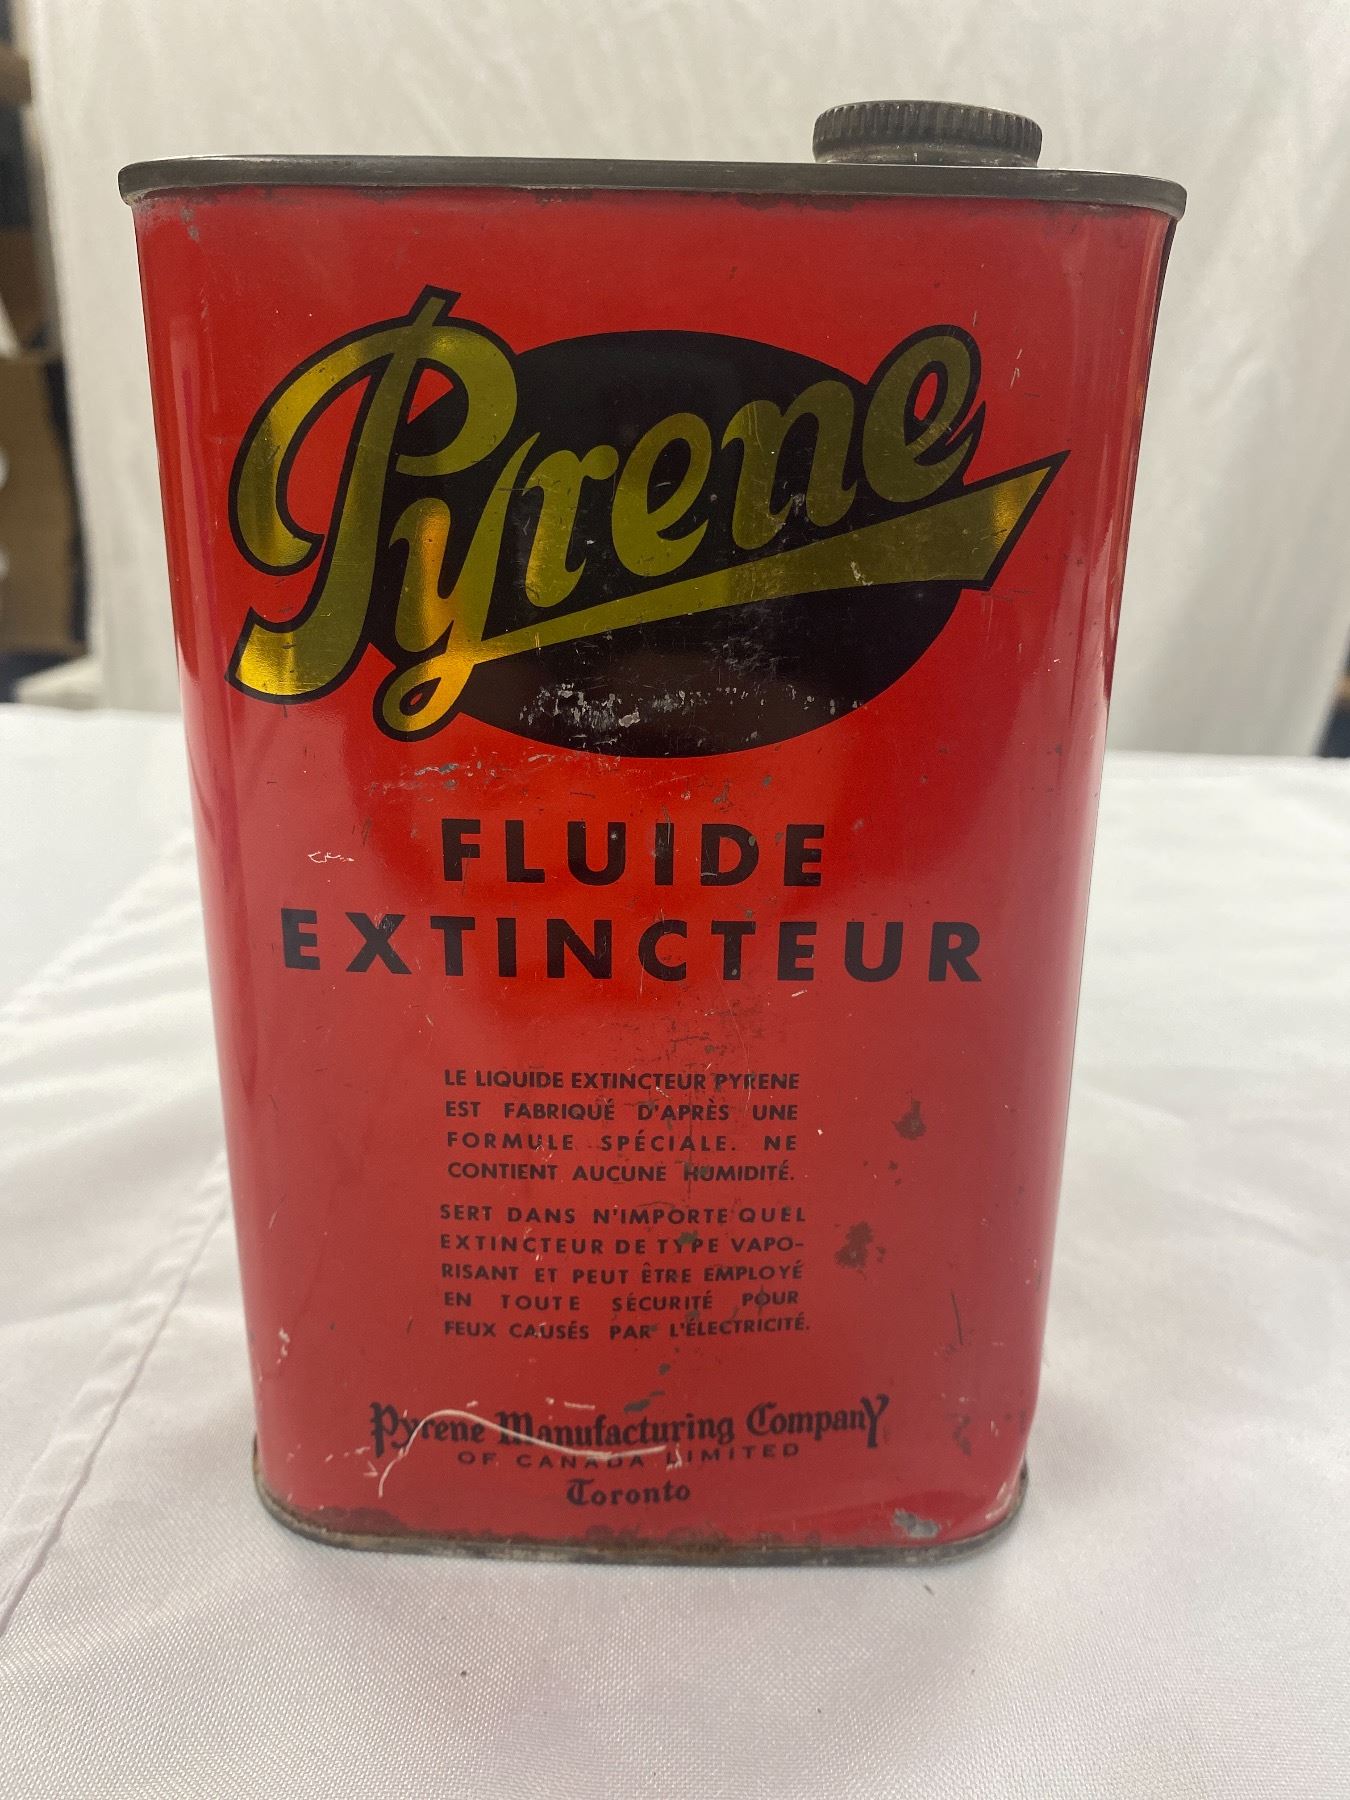 Pyrene
FLUIDE
EXTINCTEUR
LE LIQUIDE EXTINCTEUR PYRENE
EST FABRIQUÉ D'APRÈS UNE
FORMULE SPÉCIALE. NE
CONTIENT AUCUNE HUMIDITÉ.
SERT DANS N'IMPORTE QUEL
EXTINCTEUR DE TYPE VAPO-
RISANT ET PEUT ÊTRE EMPLOYÉ
EN TOUTE SÉCURITÉ POUR
FEUX CAUSÉS PAR L'ÉLECTRICITÉ.
Pyrene Manufacturing Company
OF CANADA LIMITED
Toronto